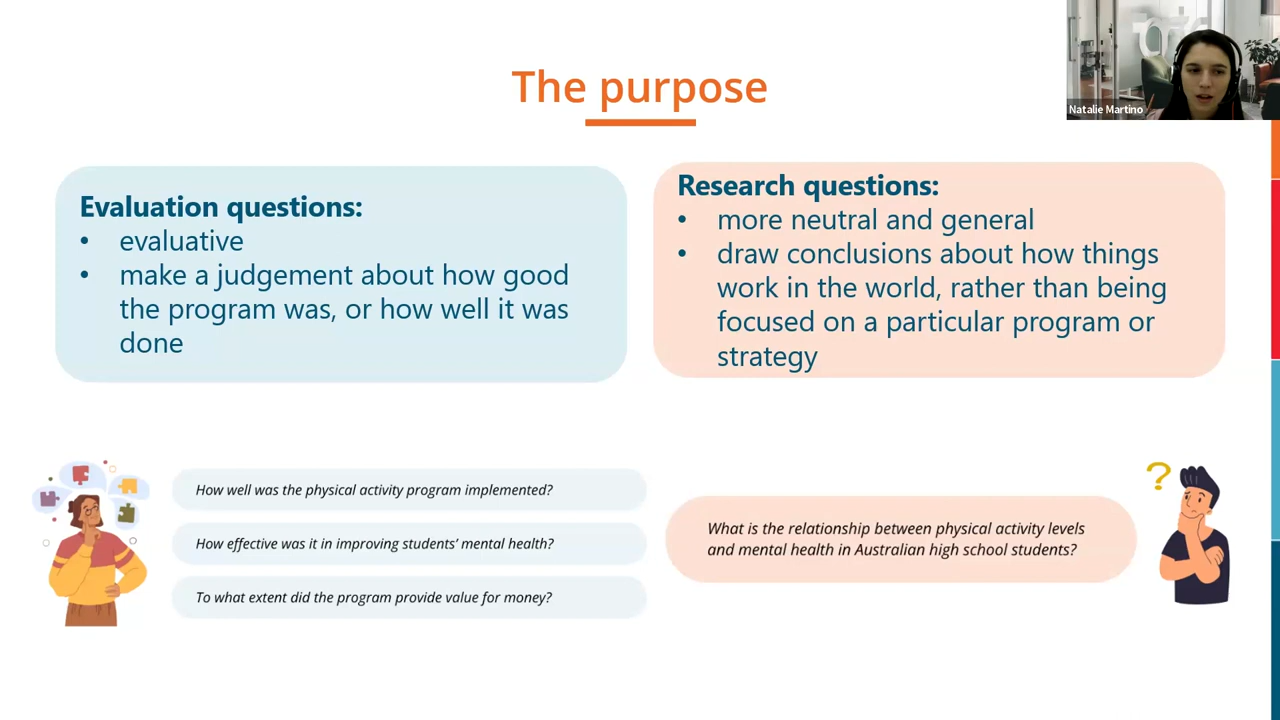 The purpose
Natalie Martino
Evaluation questions:
• evaluative
• make a judgement about how good
the program was, or how well it was
done
Research questions:
• more neutral and general
• draw conclusions about how things
work in the world, rather than being
focused on a particular program or
strategy
How well was the physical activity program implemented?
How effective was it in improving students’ mental health?
To what extent did the program provide value for money?
What is the relationship between physical activity levels
and mental health in Australian high school students?
?